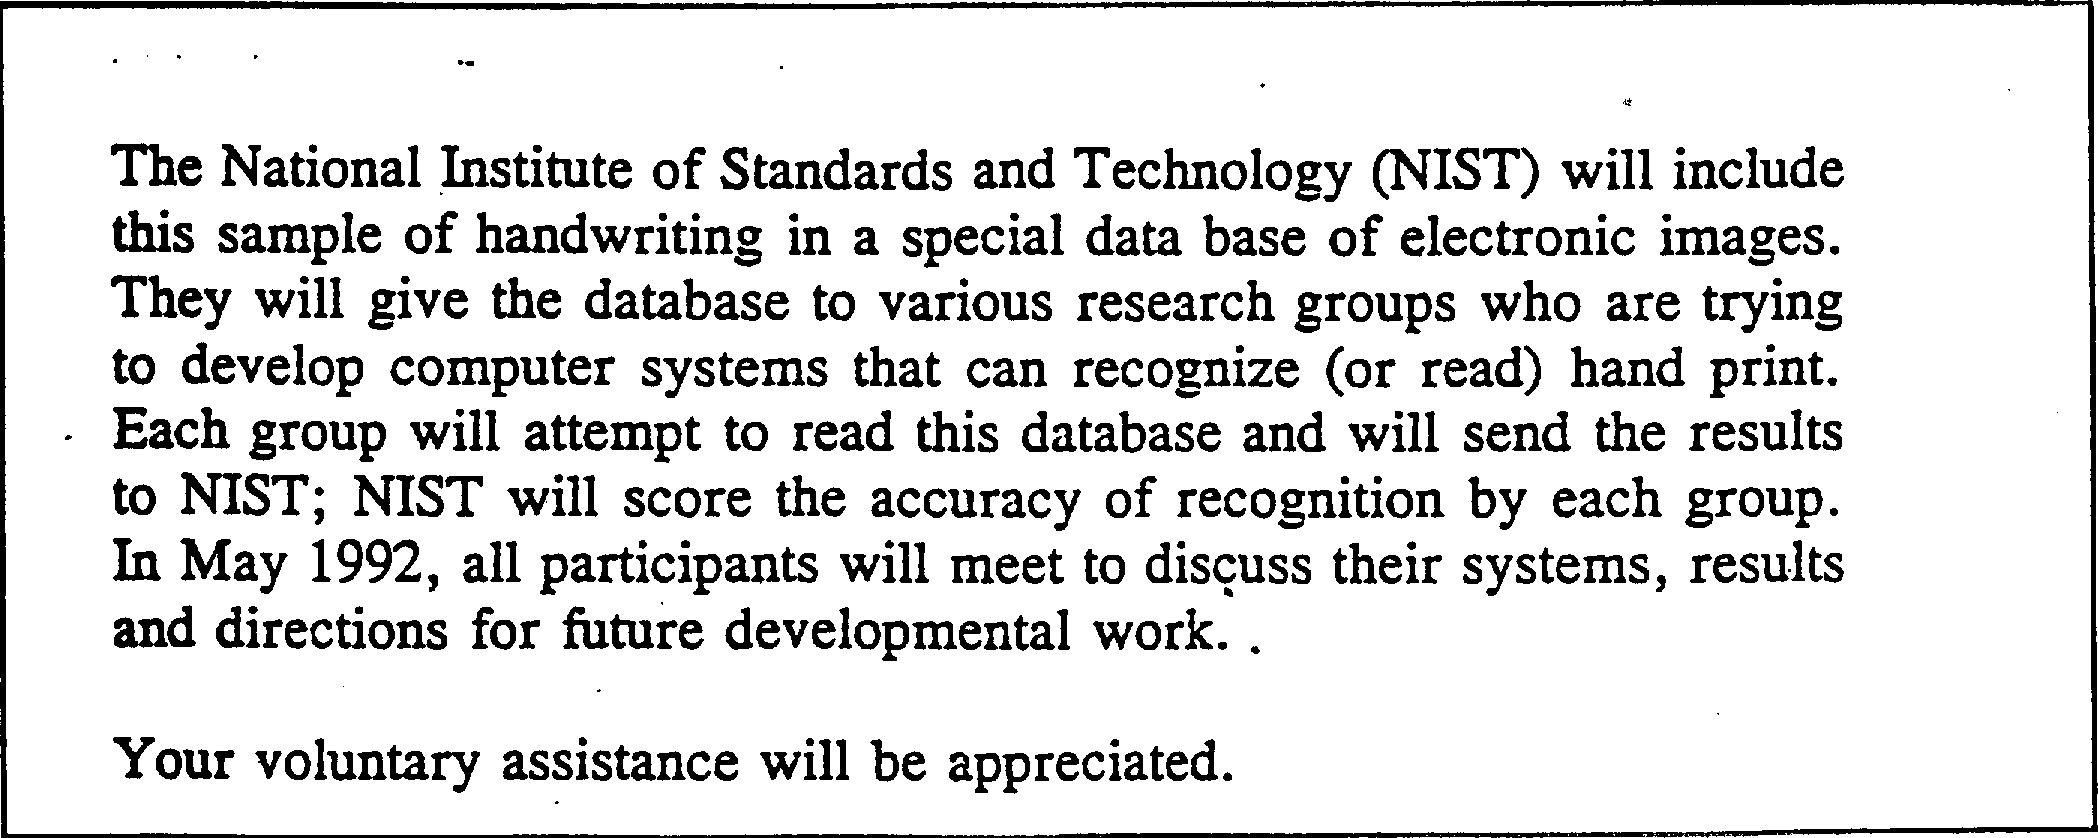 The National Institute of Standards and Technology (NIST) will include
this sample of handwriting in a special data base of electronic images.
They will give the database to various research groups who are trying
to develop computer systems that can recognize (or read) hand print.
Each group will attempt to read this database and will send the results
to NIST; NIST will score the accuracy of recognition by each group.
In May 1992, all participants will meet to discuss their systems, results
and directions for future developmental work.
Your voluntary assistance will be appreciated.